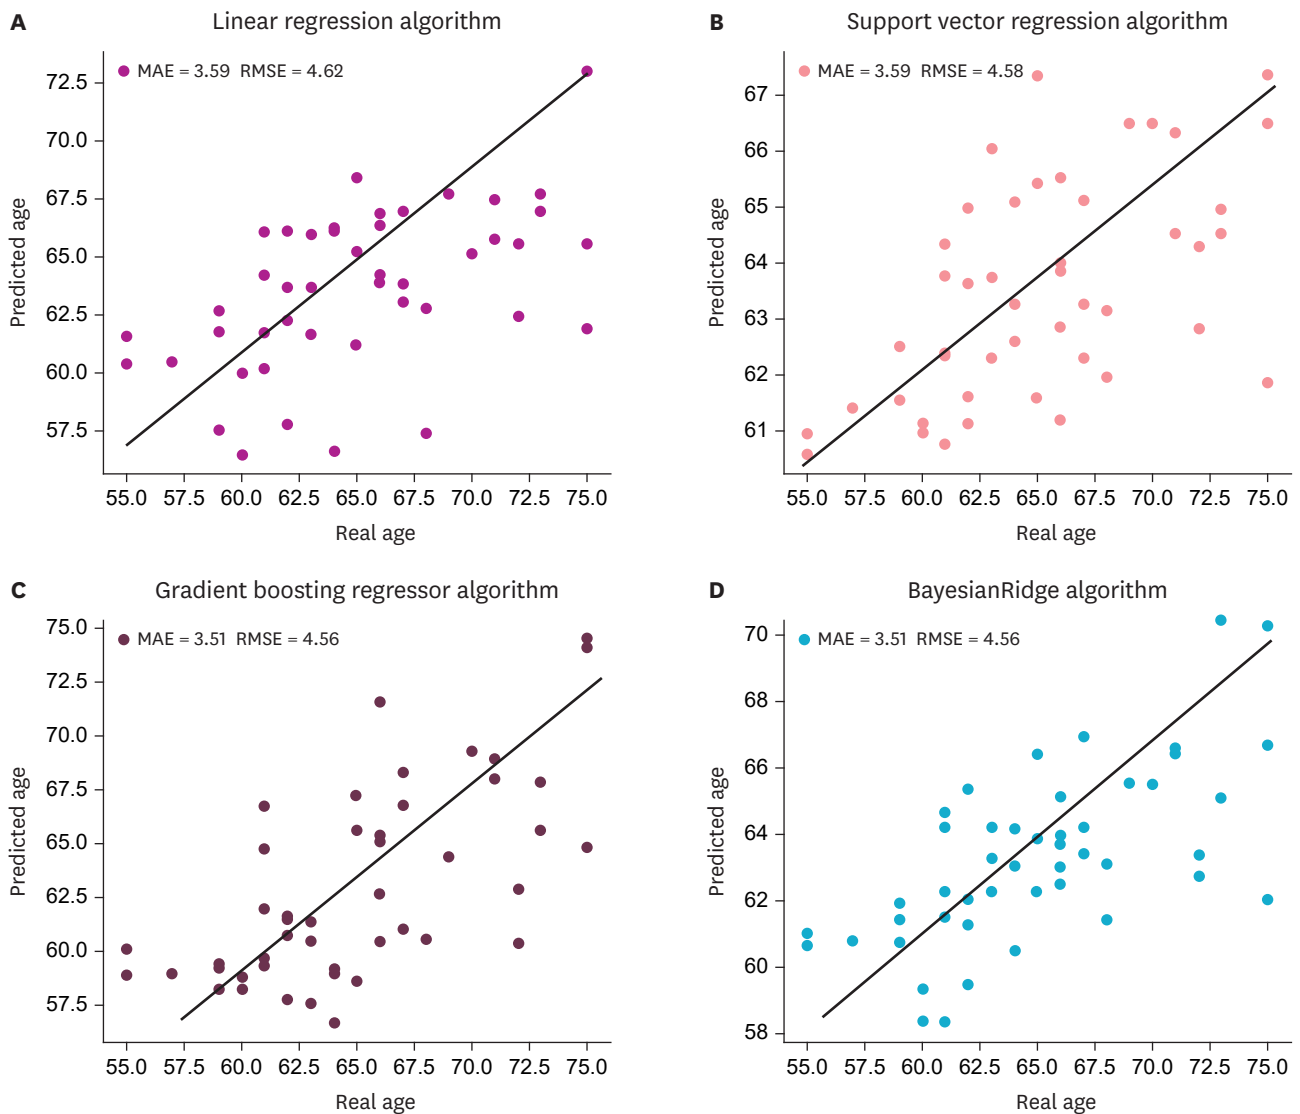 A Linear regression algorithm
MAE = 3.59 RMSE = 4.62
72.5
70.0
67.5
65.0
62.5
60.0
57.5
Predicted age
55.0 57.5 60.0 62.5 65.0 67.5 70.0 72.5 75.0
Real age
B Support vector regression algorithm
MAE = 3.59 RMSE = 4.58
67
66
65
64
63
62
61
Predicted age
55.0 57.5 60.0 62.5 65.0 67.5 70.0 72.5 75.0
Real age
C Gradient boosting regressor algorithm
75.0
MAE = 3.51 RMSE = 4.56
72.5
70.0
67.5
65.0
62.5
60.0
57.5
Predicted age
55.0 57.5 60.0 62.5 65.0 67.5 70.0 72.5 75.0
Real age
D BayesianRidge algorithm
70
MAE = 3.51 RMSE = 4.56
68
66
64
62
60
58
Predicted age
55.0 57.5 60.0 62.5 65.0 67.5 70.0 72.5 75.0
Real age